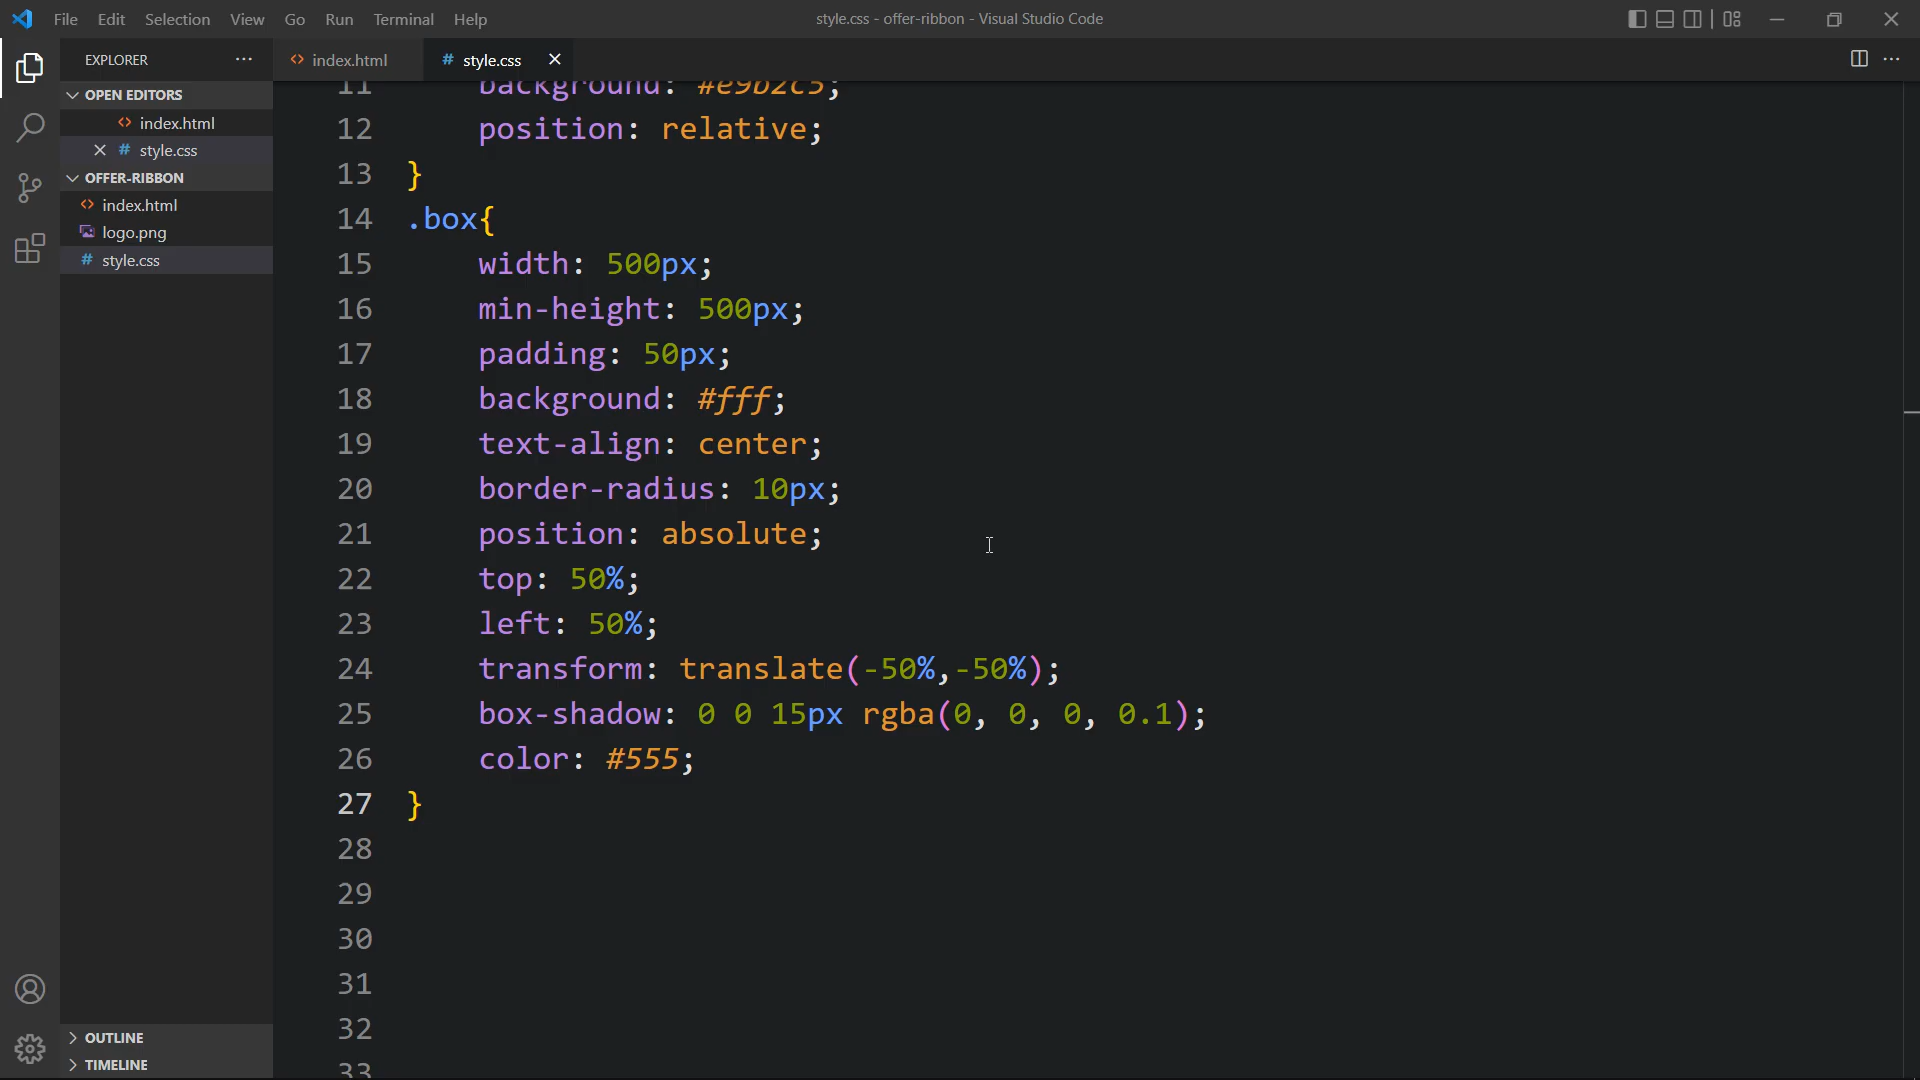 File Edit Selection View Go Run Terminal Help
style.css - offer-ribbon - Visual Studio Code
EXPLORER
index.html
style.css
OPEN EDITORS
index.html
style.css
OFFER-RIBBON
index.html
logo.png
style.css
OUTLINE
TIMELINE
11 background: #e9b2c5;
12 position: relative;
13 }
14 .box{
15 width: 500px;
16 min-height: 500px;
17 padding: 50px;
18 background: #fff;
19 text-align: center;
20 border-radius: 10px;
21 position: absolute;
22 top: 50%;
23 left: 50%;
24 transform: translate(-50%,-50%);
25 box-shadow: 0 0 15px rgba(0, 0, 0, 0.1);
26 color: #555;
27 }
28
29
30
31
32
33